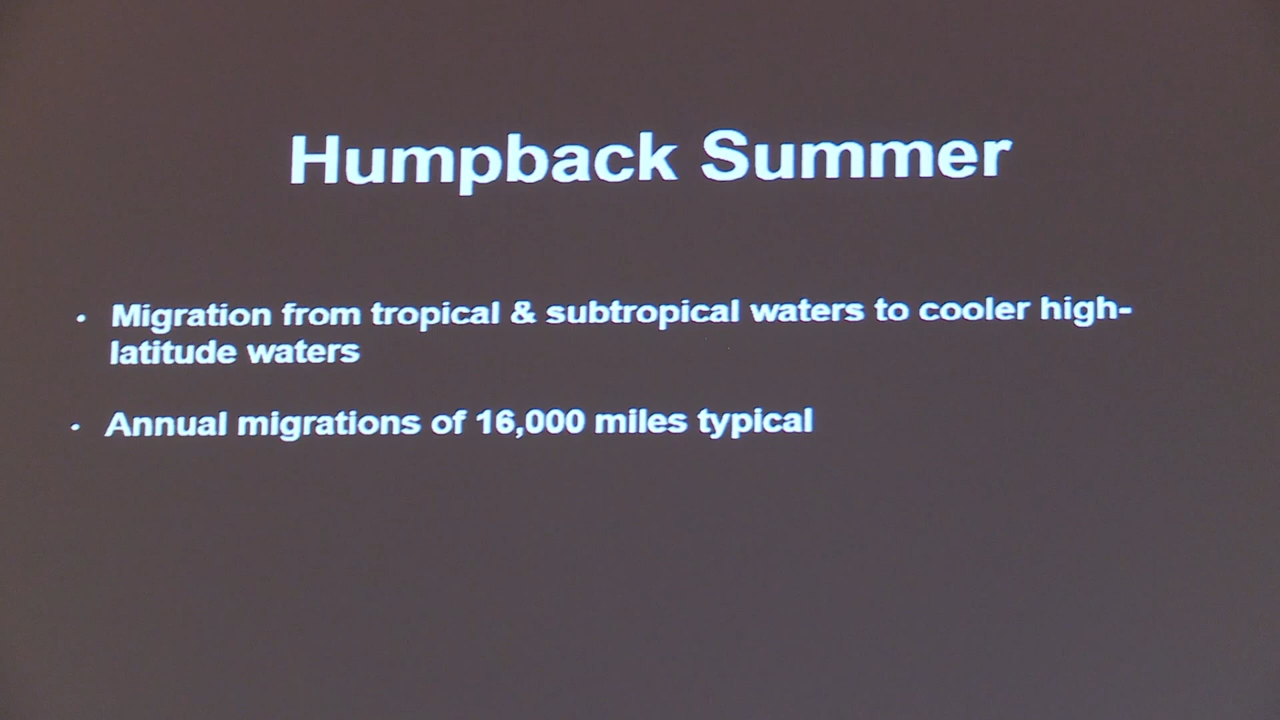 Humpback Summer
• Migration from tropical & subtropical waters to cooler high-
latitude waters
• Annual migrations of 16,000 miles typical